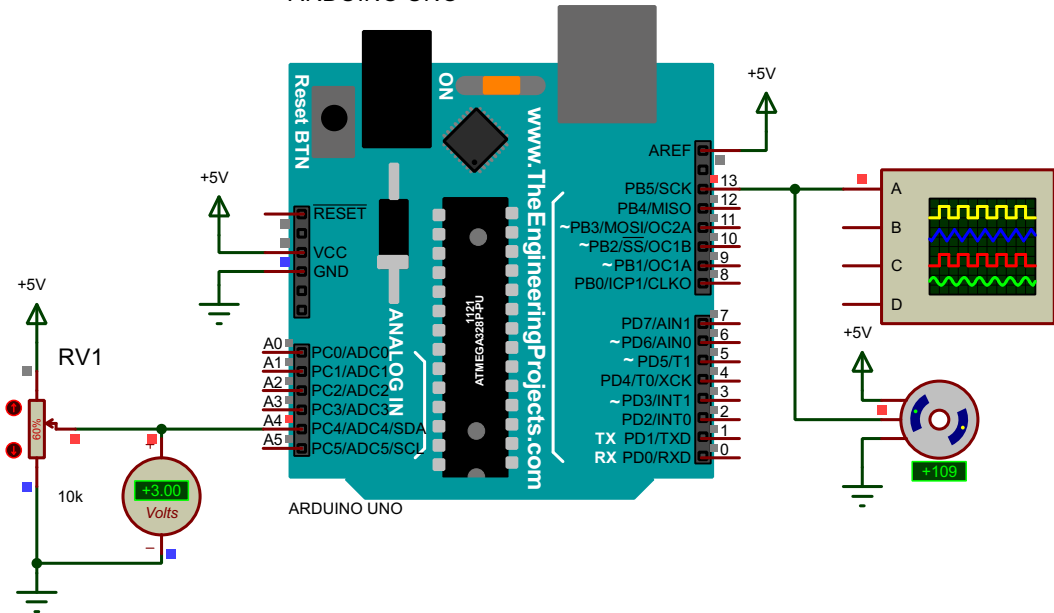 ARDUINO UNO
Reset BTN
ON
www.TheEngineeringProjects.com
1121
ATMEGA328P-PU
ANALOG IN
+5V
RESET
VCC
GND
+5V
RV1
60%
10k
+
+3.00
Volts
–
A0 PC0/ADC0
A1 PC1/ADC1
A2 PC2/ADC2
A3 PC3/ADC3
A4 PC4/ADC4/SDA
A5 PC5/ADC5/SCL
ARDUINO UNO
+5V
AREF
PB5/SCK 13
PB4/MISO 12
~PB3/MOSI/OC2A 11
~PB2/SS/OC1B 10
~PB1/OC1A 9
PB0/ICP1/CLKO 8
PD7/AIN1 7
~PD6/AIN0 6
~PD5/T1 5
PD4/T0/XCK 4
~PD3/INT1 3
PD2/INT0 2
TX PD1/TXD 1
RX PD0/RXD 0
A
B
C
D
+5V
+109